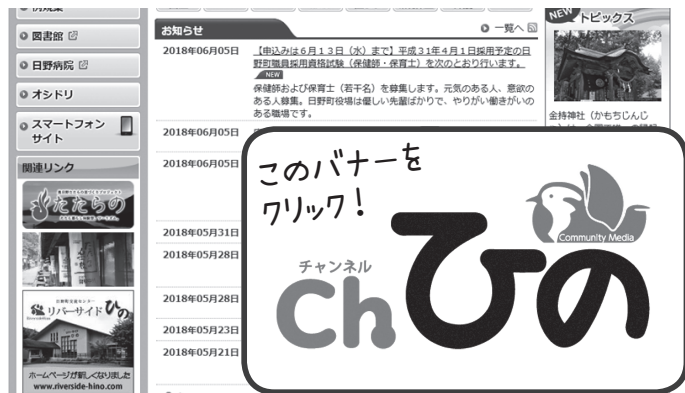 図書館
日野病院
オシドリ
スマートフォン
サイト
関連リンク
たたらの
リバーサイド ひの
ホームページが新しくなりました
www.riverside-hino.com
お知らせ
一覧へ
2018年06月05日
【申込みは6月13日(水)まで】平成31年4月1日採用予定の日
野町職員採用資格試験(保健師・保育士)を次のとおり行います。
NEW
保健師および保育士(若干名)を募集します。元気のある人、意欲の
ある人募集。日野町役場は優しい先輩ばかりで、やりがい働きがいの
ある職場です。
2018年06月05日
2018年06月05日
2018年05月31日
2018年05月28日
2018年05月28日
2018年05月23日
2018年05月21日
NEW
トピックス
金持神社(かもちじんじ
このバナーを
クリック!
チャンネル
Chひの
Community Media